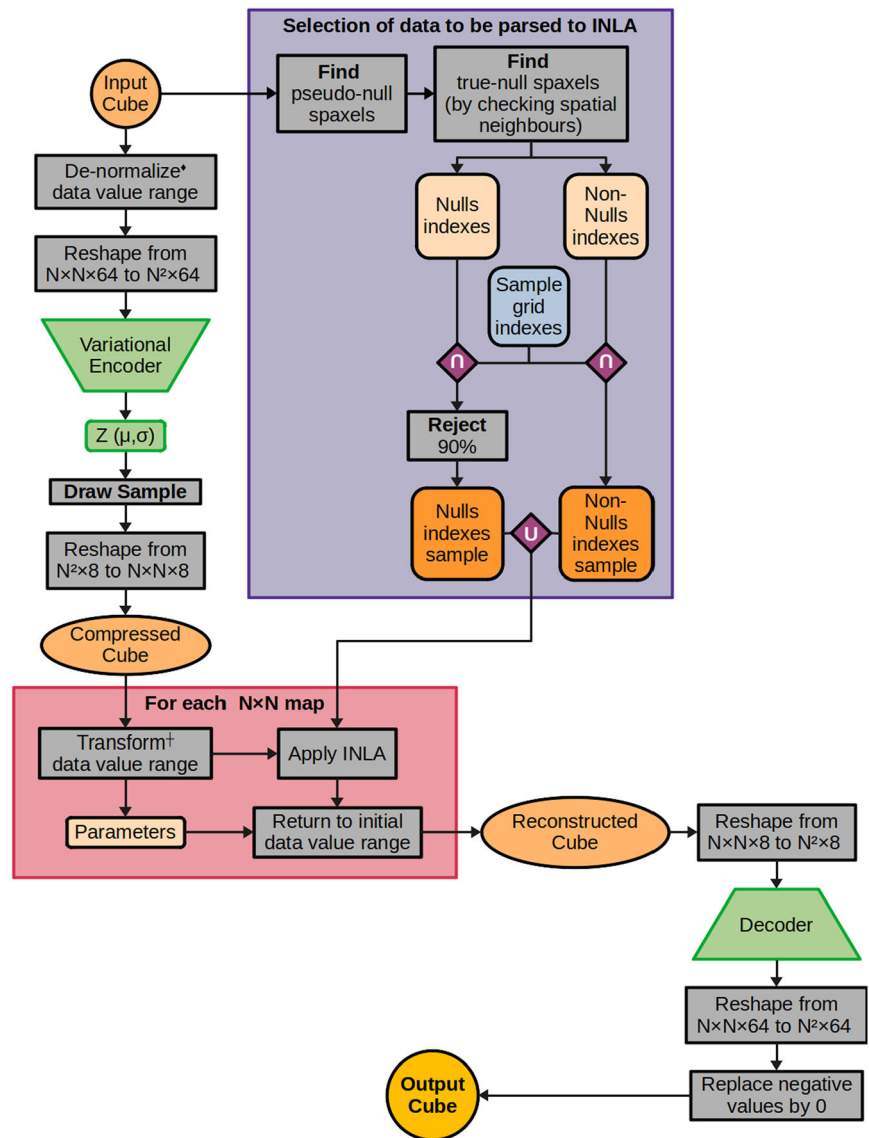 Selection of data to be parsed to INLA
Input
Cube
Find
pseudo-null
spaxels
Find
true-null spaxels
(by checking spatial
neighbours)
De-normalize♦
data value range
Reshape from
N×N×64 to N²×64
Variational
Encoder
Z (μ,σ)
Draw Sample
Reshape from
N²×8 to N×N×8
Compressed
Cube
Nulls
indexes
Non-
Nulls
indexes
Sample
grid
indexes
∩
∩
Reject
90%
Nulls
indexes
sample
∪
Non-
Nulls
indexes
sample
For each N×N map
Transform†
data value range
Apply INLA
Parameters
Return to initial
data value range
Reconstructed
Cube
Reshape from
N×N×8 to N²×8
Decoder
Reshape from
N×N×64 to N²×64
Replace negative
values by 0
Output
Cube